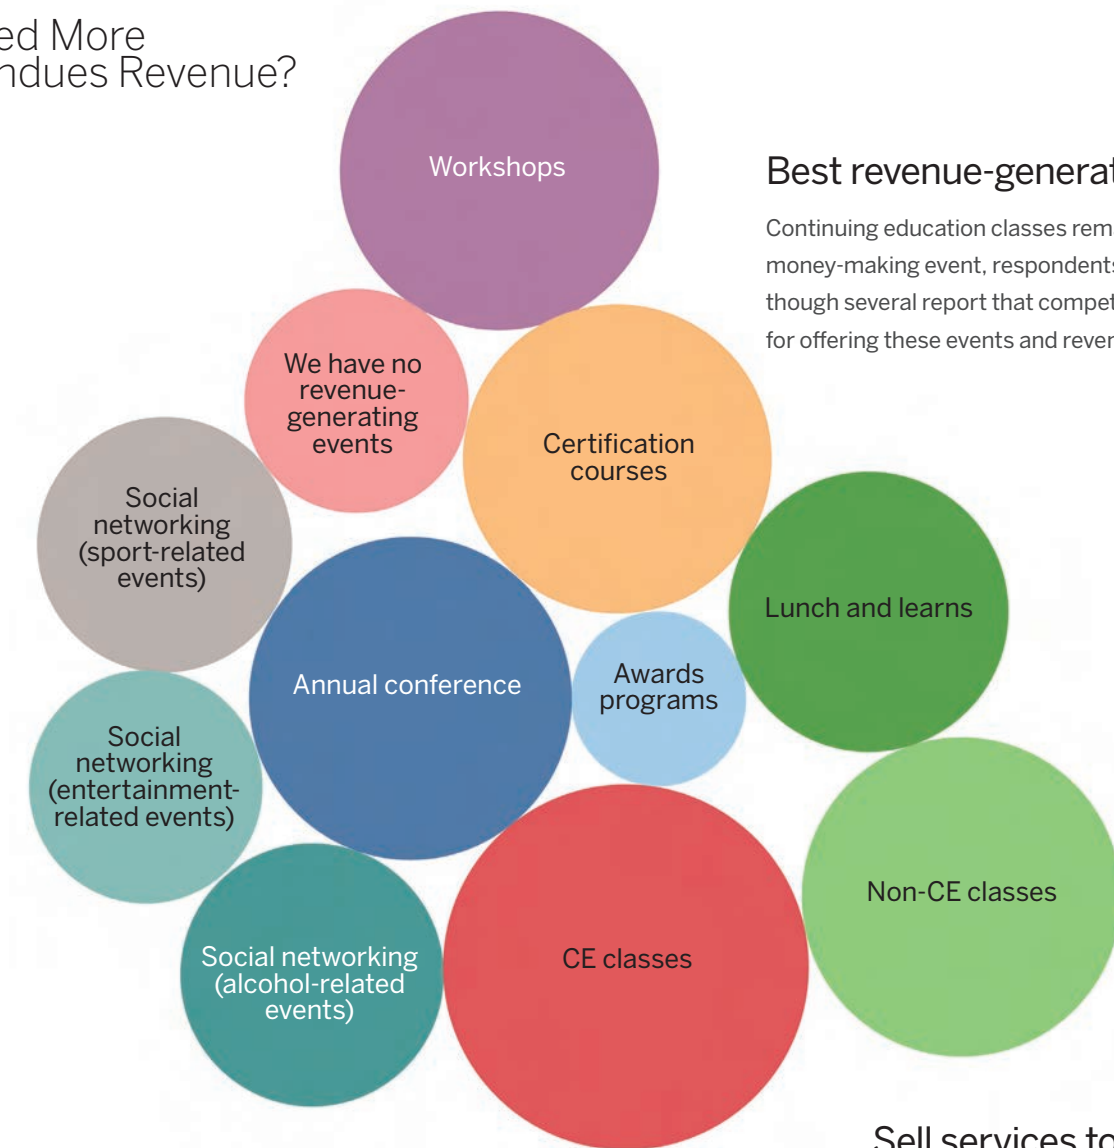 ed More
ndues Revenue?
Workshops
Best revenue-generat
Continuing education classes rem
money-making event, respondents
though several report that compet
for offering these events and rever
We have no
revenue-
generating
events
Certification
courses
Social
networking
(sport-related
events)
Lunch and learns
Annual conference
Awards
programs
Social
networking
(entertainment-
related events)
Non-CE classes
Social networking
(alcohol-related
events)
CE classes
Sell services to